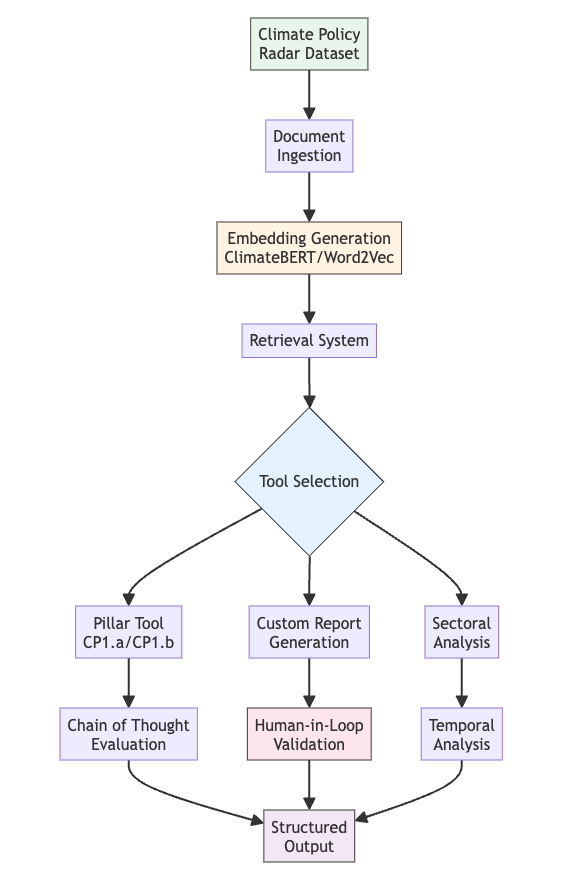 Climate Policy
Radar Dataset
Document
Ingestion
Embedding Generation
ClimateBERT/Word2Vec
Retrieval System
Tool Selection
Pillar Tool
CP1.a/CP1.b
Custom Report
Generation
Sectoral
Analysis
Chain of Thought
Evaluation
Human-in-Loop
Validation
Temporal
Analysis
Structured
Output